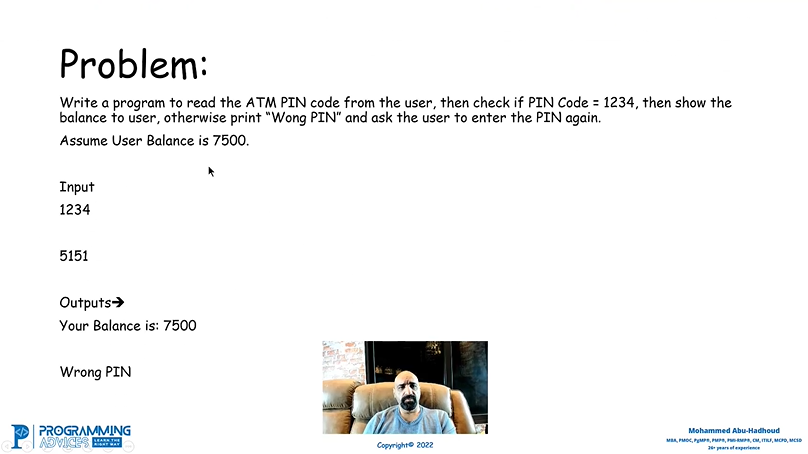 Problem:
Write a program to read the ATM PIN code from the user, then check if PIN Code = 1234, then show the
balance to user, otherwise print “Wong PIN” and ask the user to enter the PIN again.
Assume User Balance is 7500.
Input
1234
5151
Outputs➔
Your Balance is: 7500
Wrong PIN
PROGRAMMING
ADVICES LEARN THE RIGHT WAY
Copyright© 2022
Mohammed Abu-Hadhoud
MBA, PMOC, PgMP®, PMP®, PMI-RMP®, CM, ITILF, MCPD, MCSD
26+ years of experience